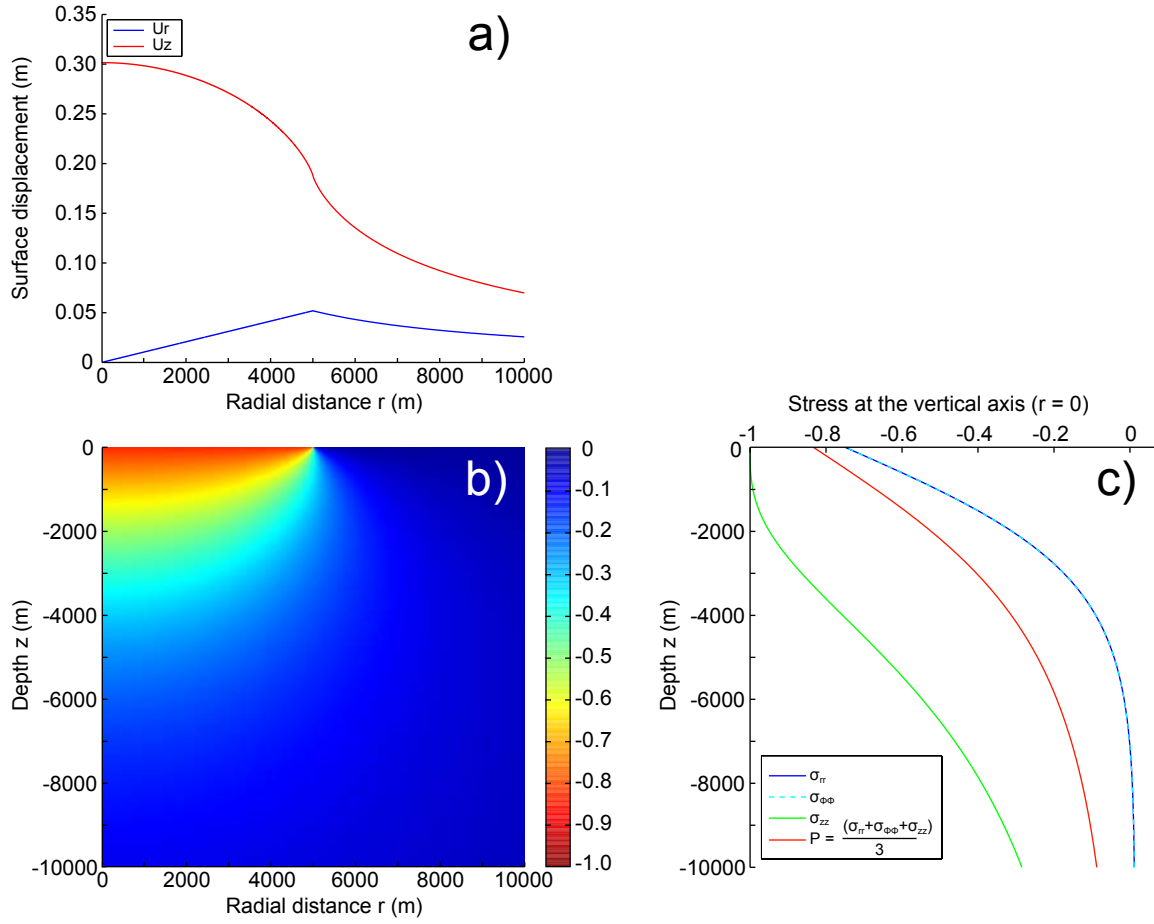 a)
Ur
Uz
Surface displacement (m)
0.35
0.30
0.25
0.20
0.15
0.10
0.05
0
0 2000 4000 6000 8000 10000
Radial distance r (m)
b)
Depth z (m)
0
-2000
-4000
-6000
-8000
-10000
0 2000 4000 6000 8000 10000
Radial distance r (m)
0
-0.1
-0.2
-0.3
-0.4
-0.5
-0.6
-0.7
-0.8
-0.9
-1.0
Stress at the vertical axis (r = 0)
-1 -0.8 -0.6 -0.4 -0.2 0
c)
Depth z (m)
0
-2000
-4000
-6000
-8000
-10000
σrr
σΦΦ
σzz
P = (σrr+σΦΦ+σzz)
3